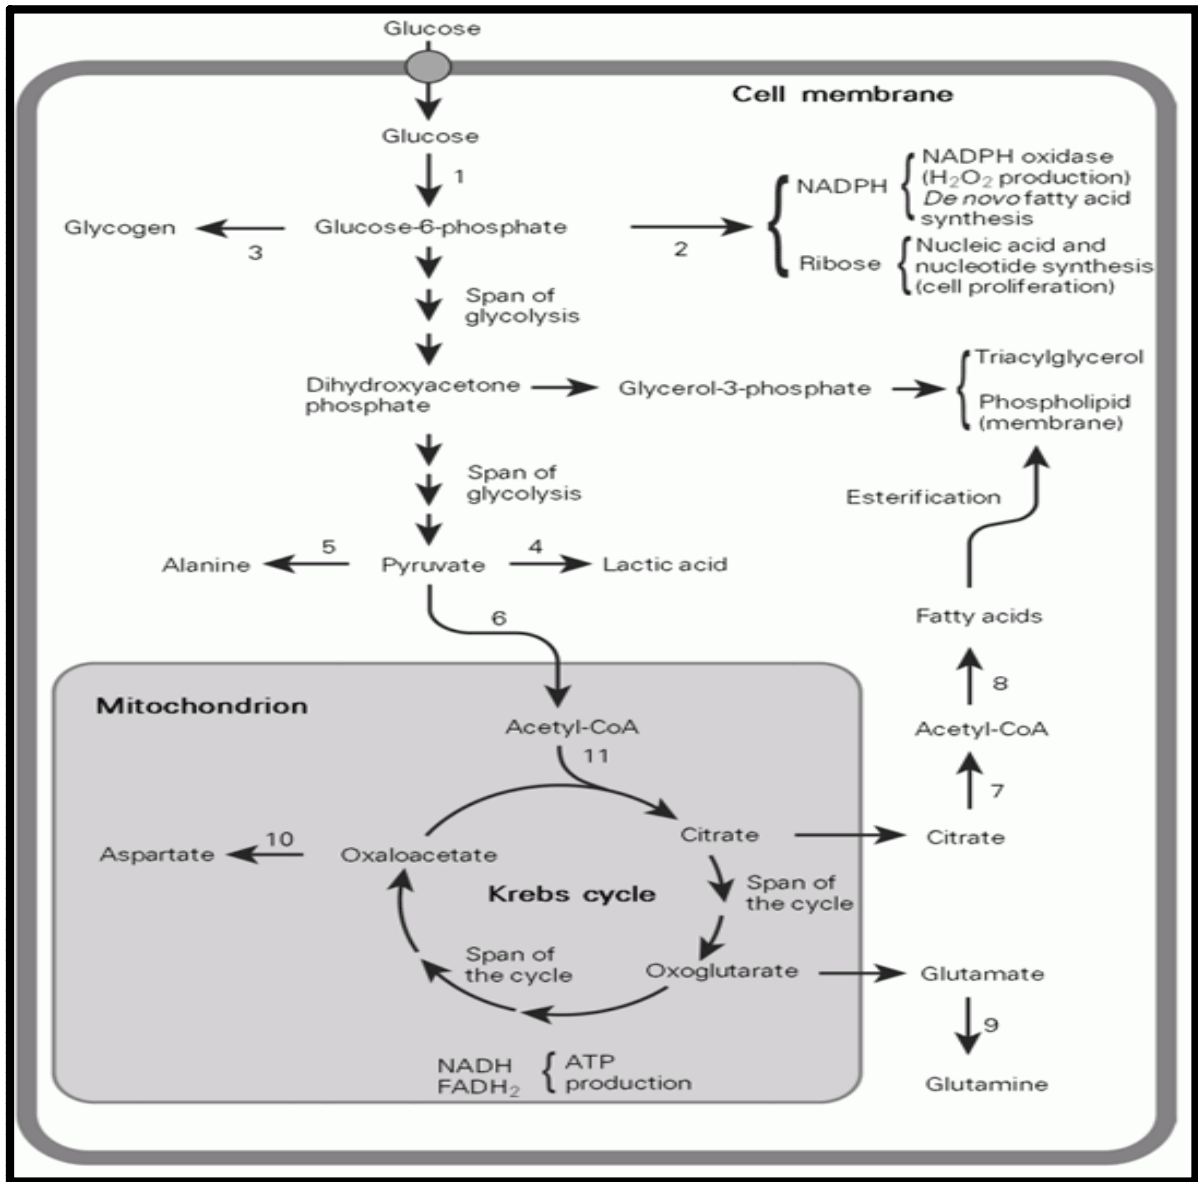 Glucose
Cell membrane
Glucose
1
NADPH
NADPH oxidase
(H₂O₂ production)
De novo fatty acid
synthesis
Glycogen
3
Glucose-6-phosphate
2
Ribose
Nucleic acid and
nucleotide synthesis
(cell proliferation)
Span of
glycolysis
Dihydroxyacetone
phosphate
Glycerol-3-phosphate
Triacylglycerol
Phospholipid
(membrane)
Span of
glycolysis
Esterification
Alanine
5
Pyruvate
4
Lactic acid
6
Fatty acids
8
Mitochondrion
Acetyl-CoA
11
Acetyl-CoA
7
Aspartate
10
Oxaloacetate
Citrate
Citrate
Krebs cycle
Span of
the cycle
Span of
the cycle
Oxoglutarate
Glutamate
9
NADH
FADH₂
ATP
production
Glutamine